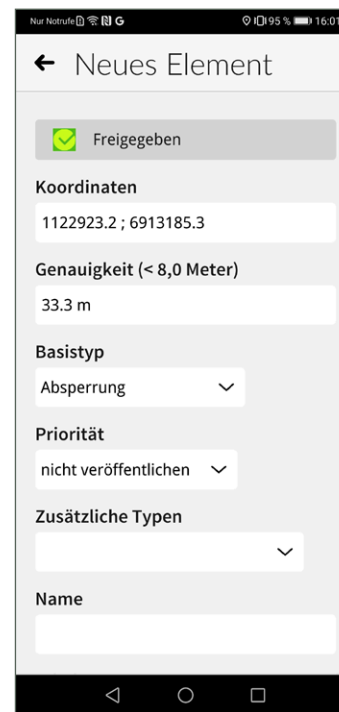 Nur Notrufe G 95 % 16:01
Neues Element
Freigegeben
Koordinaten
1122923.2 ; 6913185.3
Genauigkeit (< 8,0 Meter)
33.3 m
Basistyp
Absperrung
Priorität
nicht veröffentlichen
Zusätzliche Typen
Name